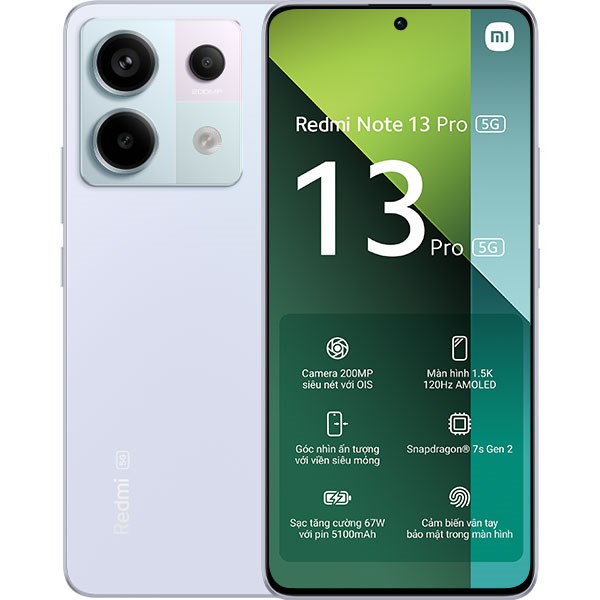 200MP
mi
Redmi Note 13 Pro 5G
13 Pro 5G
Camera 200MP
siêu nét với OIS
Màn hình 1.5K
120Hz AMOLED
Góc nhìn ấn tượng
với viền siêu mỏng
Snapdragon® 7s Gen 2
Sạc tăng cường 67W
với pin 5100mAh
Cảm biến vân tay
bảo mật trong màn hình
Redmi 5G